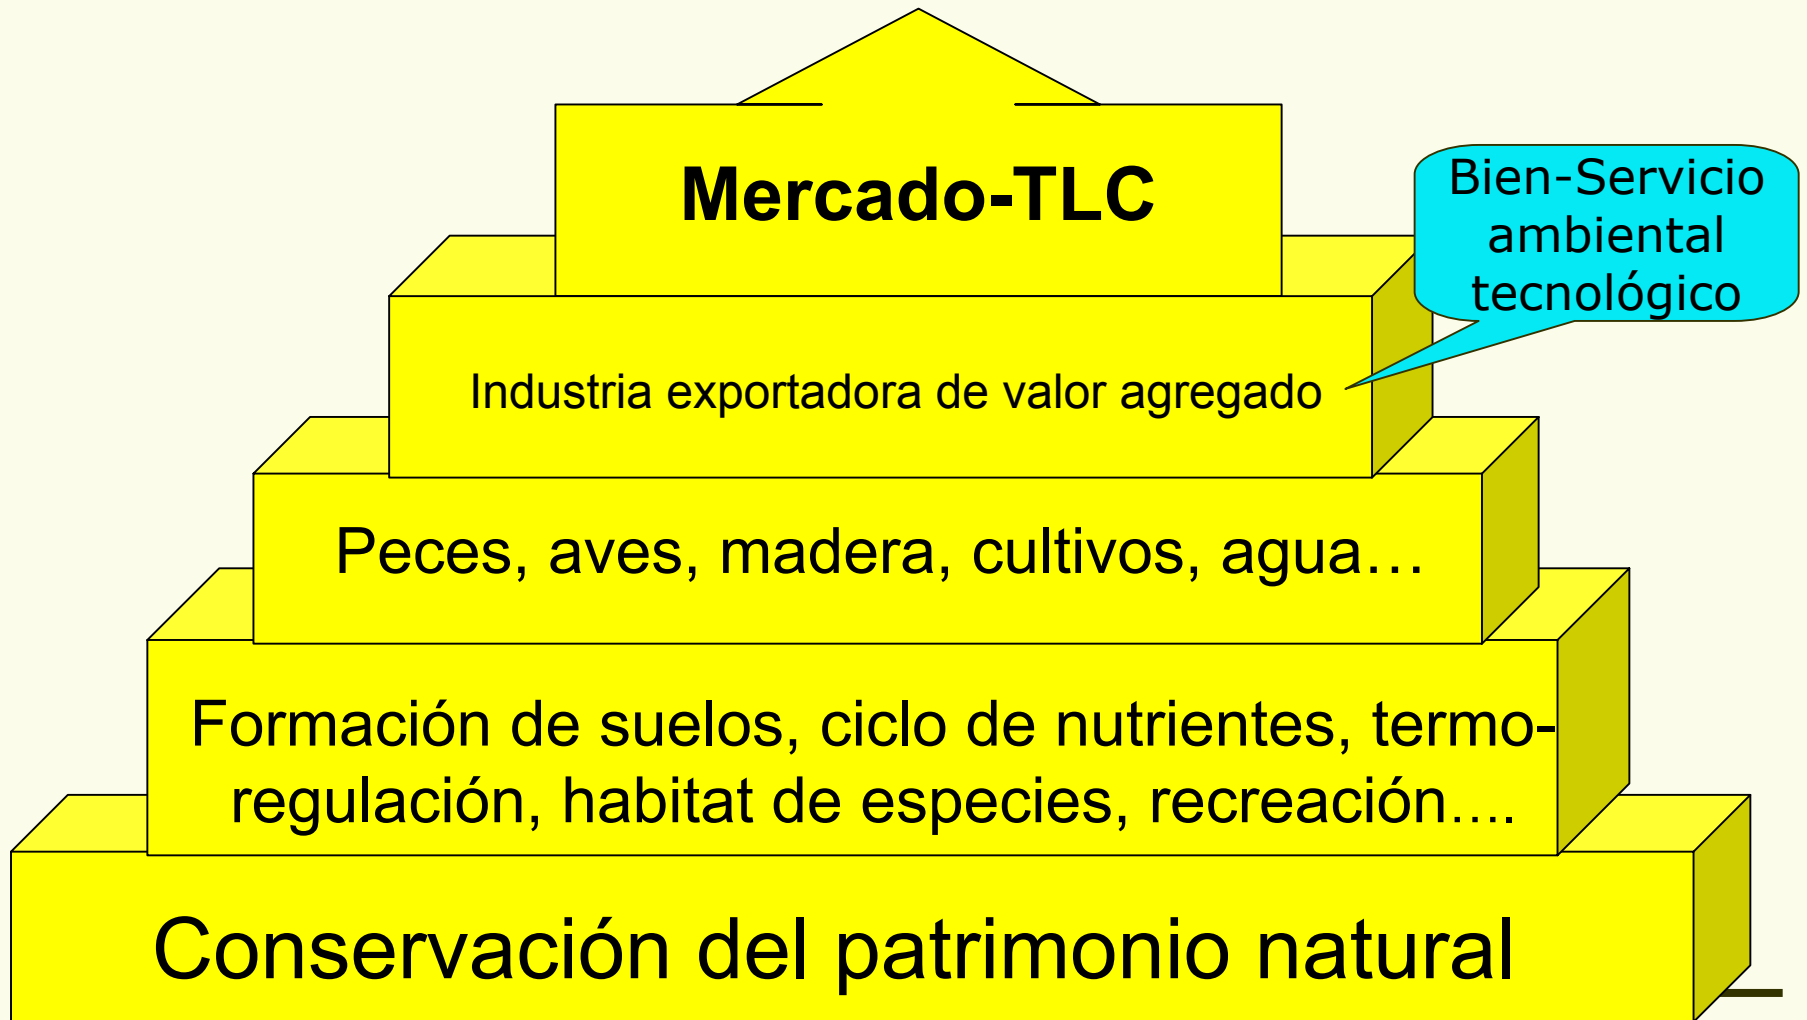 Mercado-TLC
Bien-Servicio
ambiental
tecnológico
Industria exportadora de valor agregado
Peces, aves, madera, cultivos, agua…
Formación de suelos, ciclo de nutrientes, termo-
regulación, habitat de especies, recreación….
Conservación del patrimonio natural